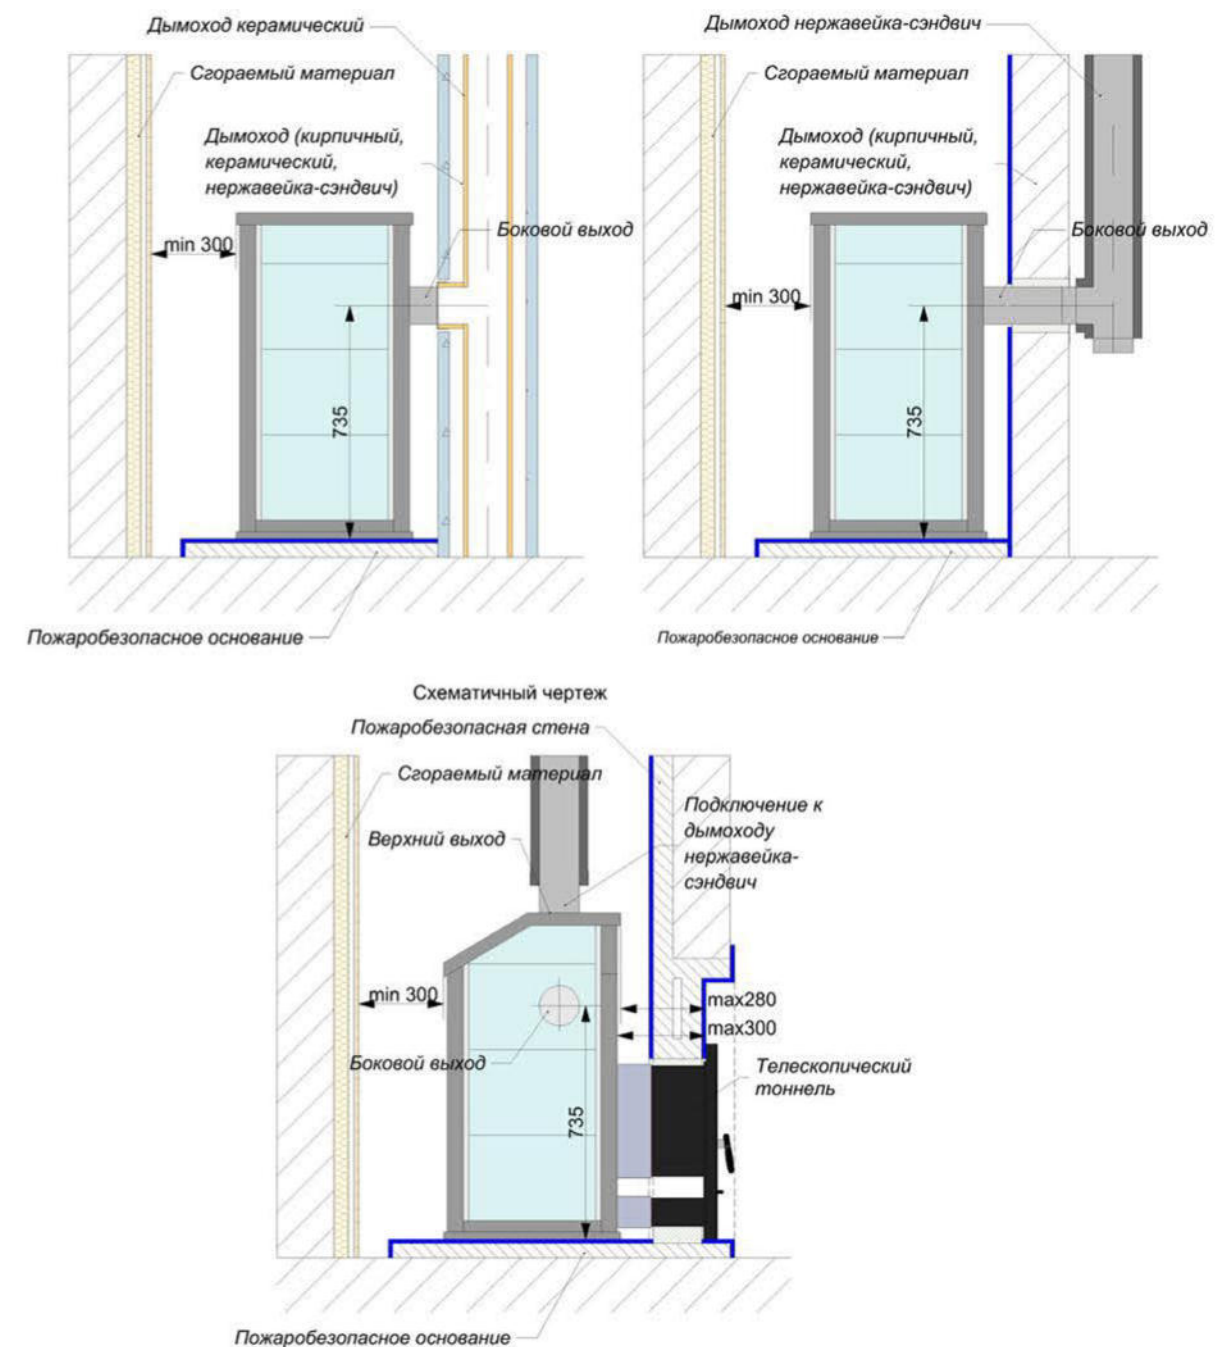 Дымоход керамический
Сгораемый материал
Дымоход (кирпичный,
керамический,
нержавейка-сэндвич)
Боковой выход
min 300
735
Пожаробезопасное основание
Дымоход нержавейка-сэндвич
Сгораемый материал
Дымоход (кирпичный,
керамический,
нержавейка-сэндвич)
Боковой выход
min 300
735
Пожаробезопасное основание
Схематичный чертеж
Пожаробезопасная стена
Сгораемый материал
Подключение к
дымоходу
нержавейка-
сэндвич
Верхний выход
min 300
max280
max300
Боковой выход
Телескопический
тоннель
735
Пожаробезопасное основание